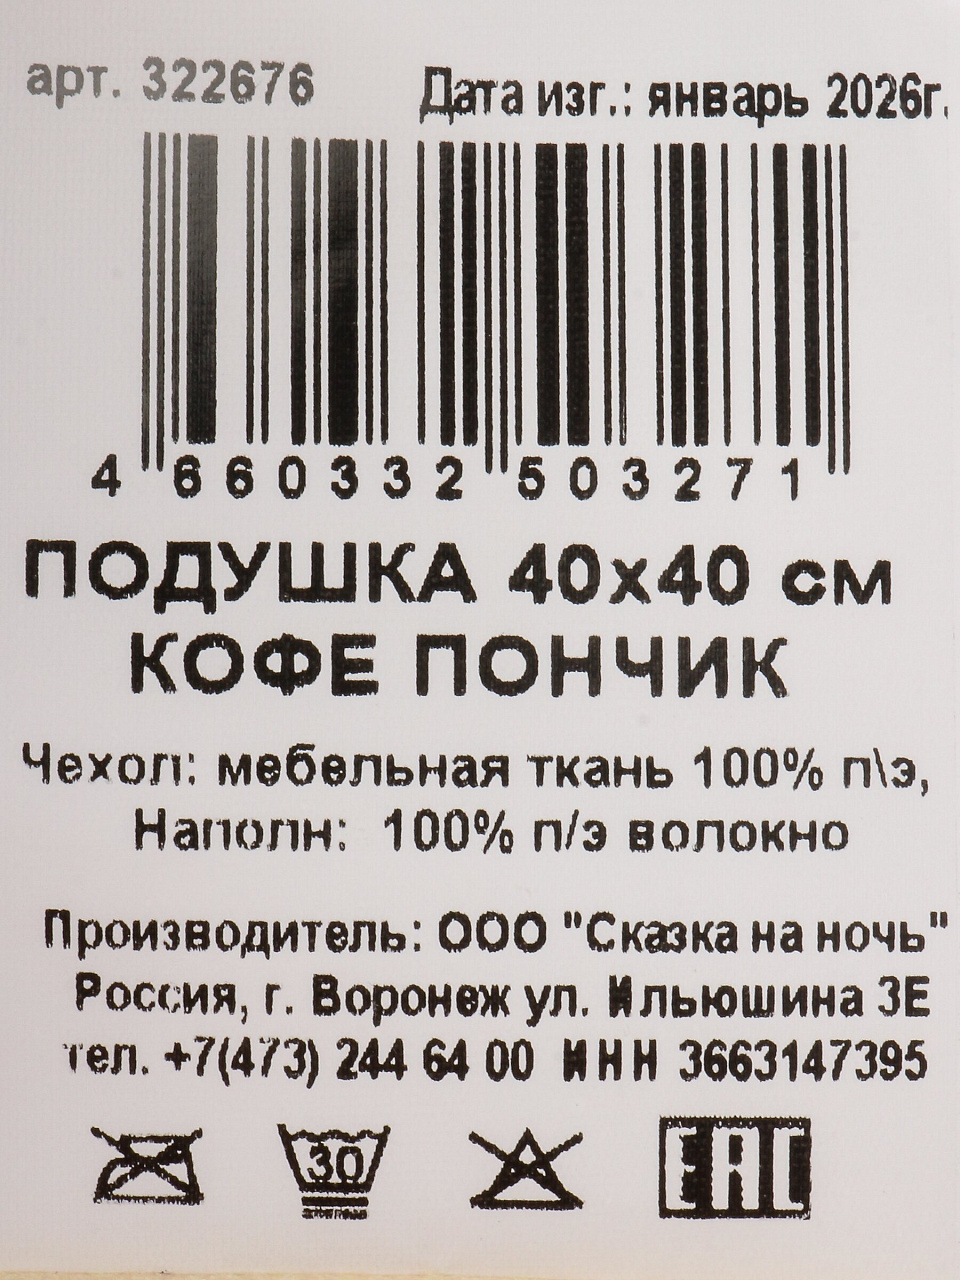 арт. 322676
Дата изг.: январь 2026г.
4 660332 503271
ПОДУШКА 40х40 см
КОФЕ ПОНЧИК
Чехол: мебельная ткань 100% п\э,
Наполн: 100% п/э волокно
Производитель: ООО "Сказка на ночь"
Россия, г. Воронеж ул. Ильюшина 3Е
тел. +7(473) 244 64 00 ИНН 3663147395
30
EAC